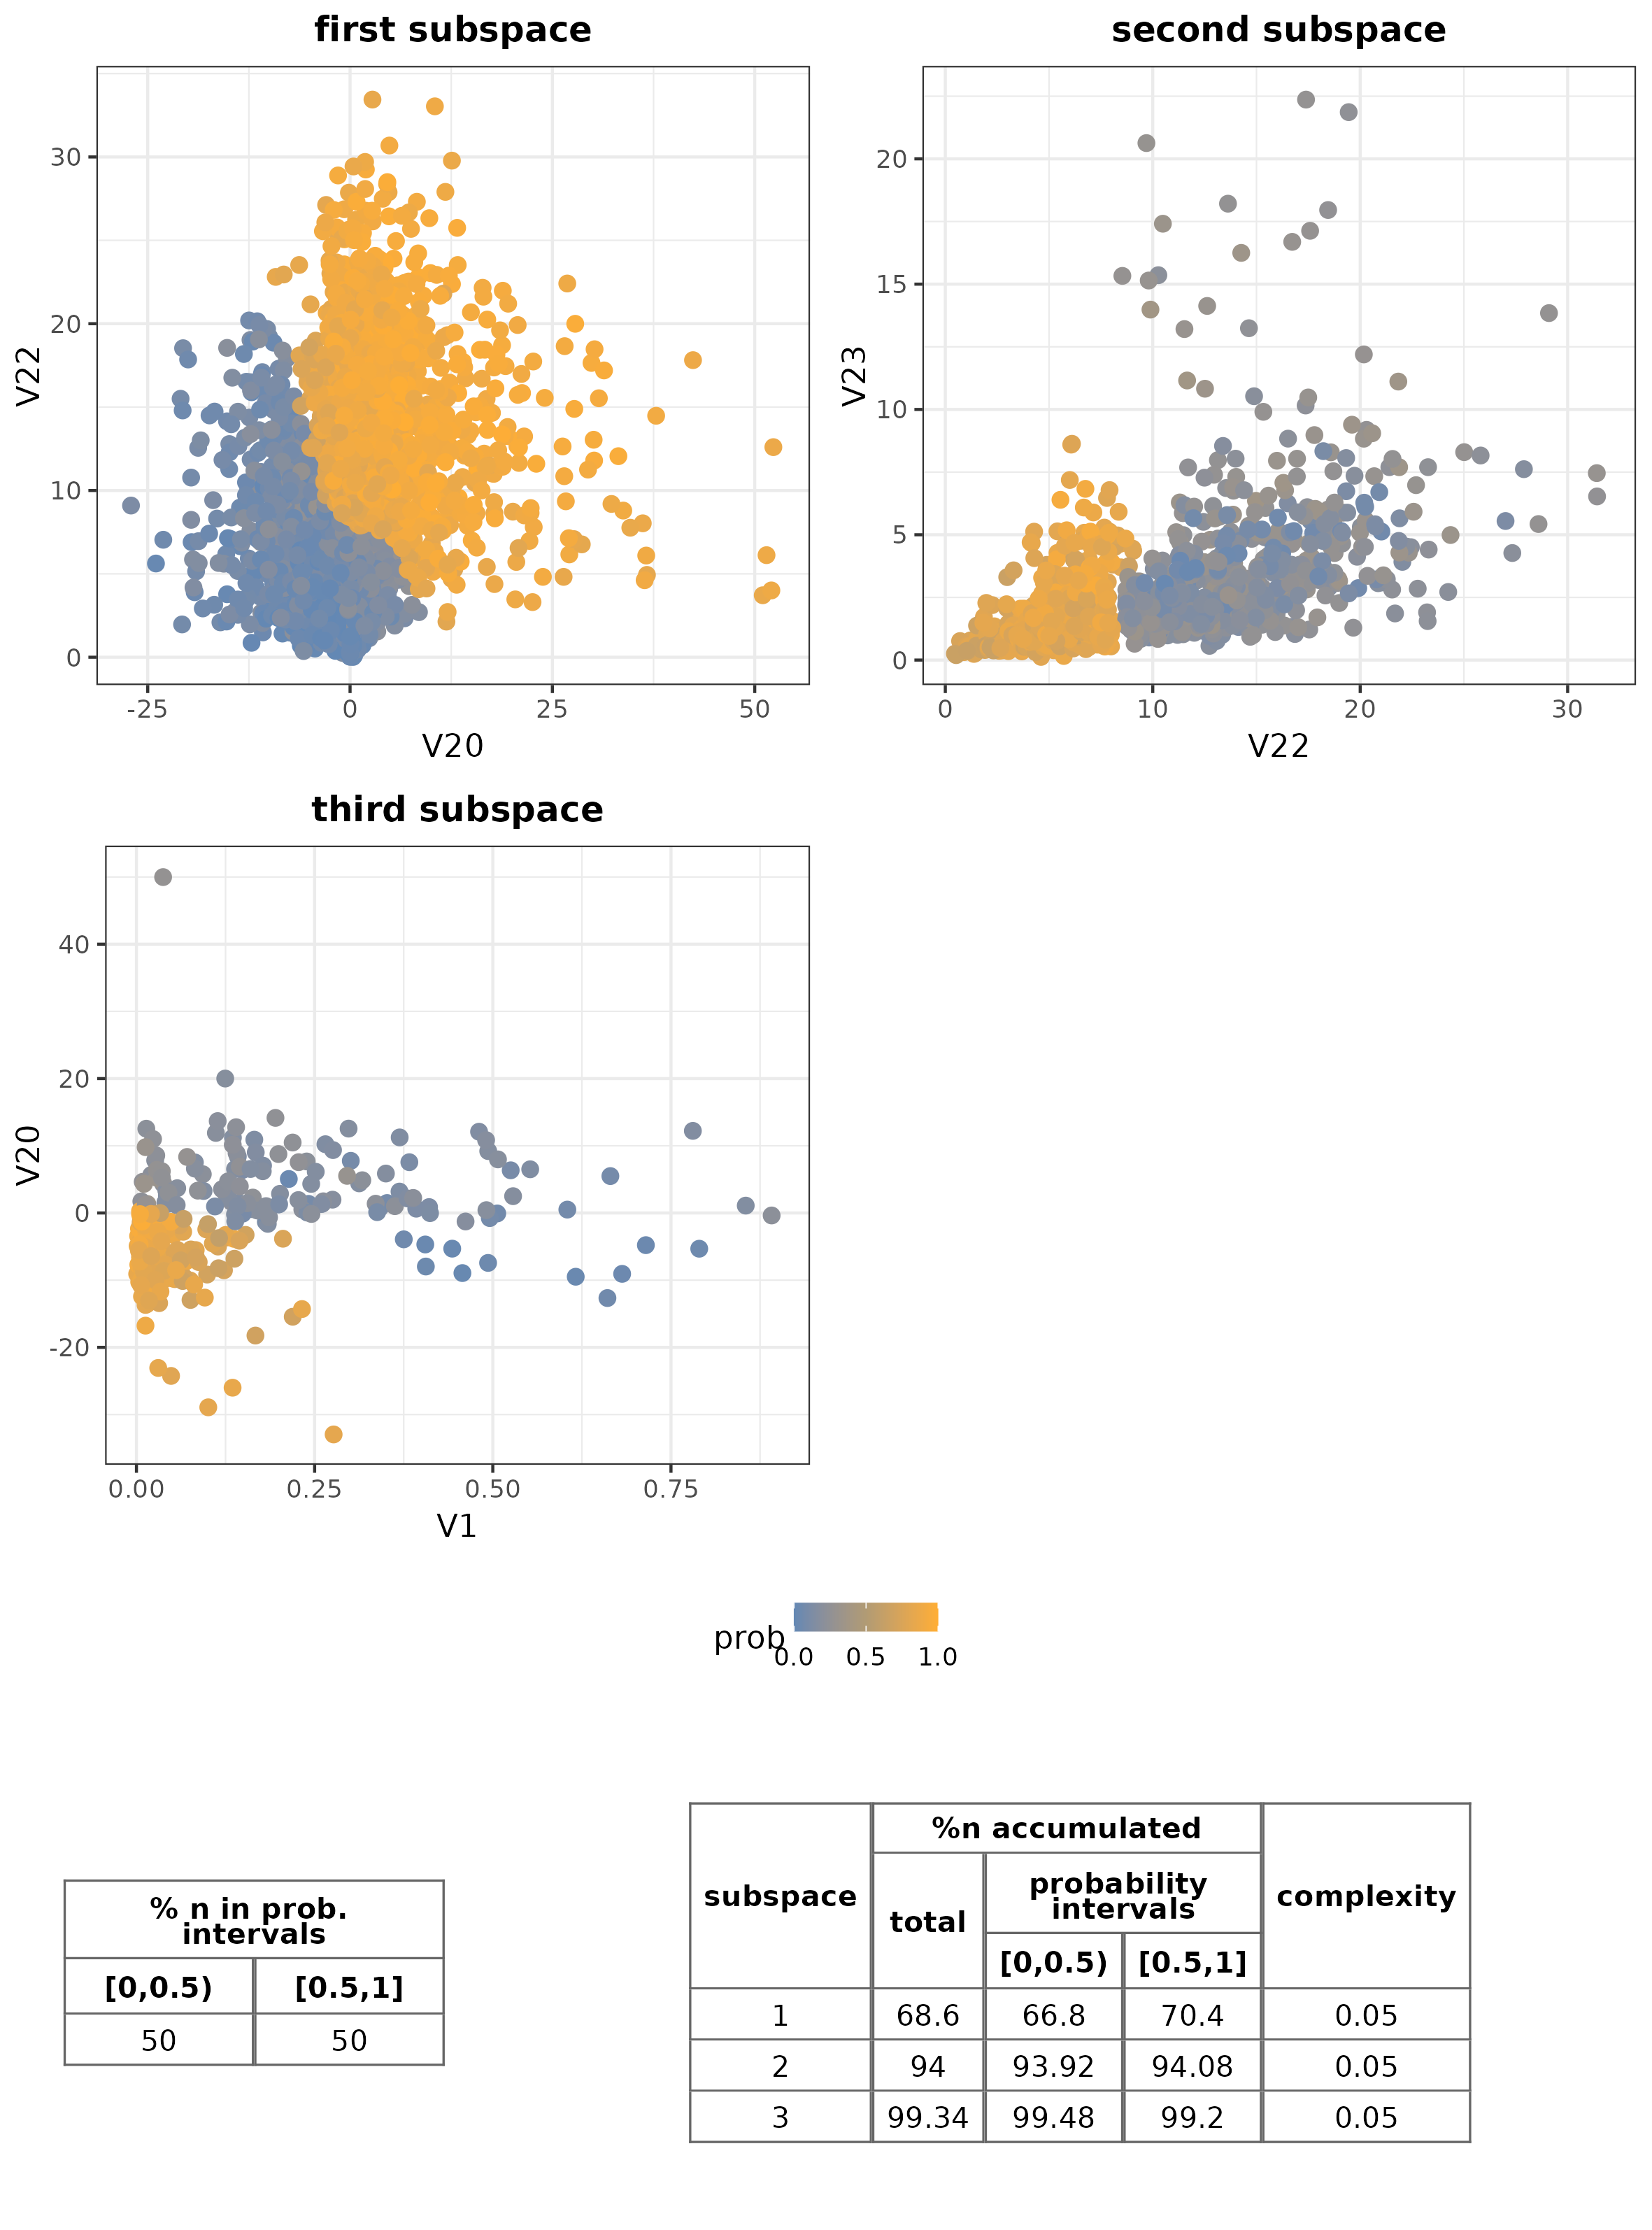 first subspace
30
20
10
0
V22
-25
0
25
50
V20
second subspace
20
15
10
5
0
V23
0
10
20
30
V22
third subspace
40
20
0
-20
V20
0.00
0.25
0.50
0.75
V1
prob
0.0
0.5
1.0
% n in prob.
intervals
[0,0.5)
[0.5,1]
50
50
subspace
%n accumulated
total
probability
intervals
[0,0.5)
[0.5,1]
complexity
1
68.6
66.8
70.4
0.05
2
94
93.92
94.08
0.05
3
99.34
99.48
99.2
0.05